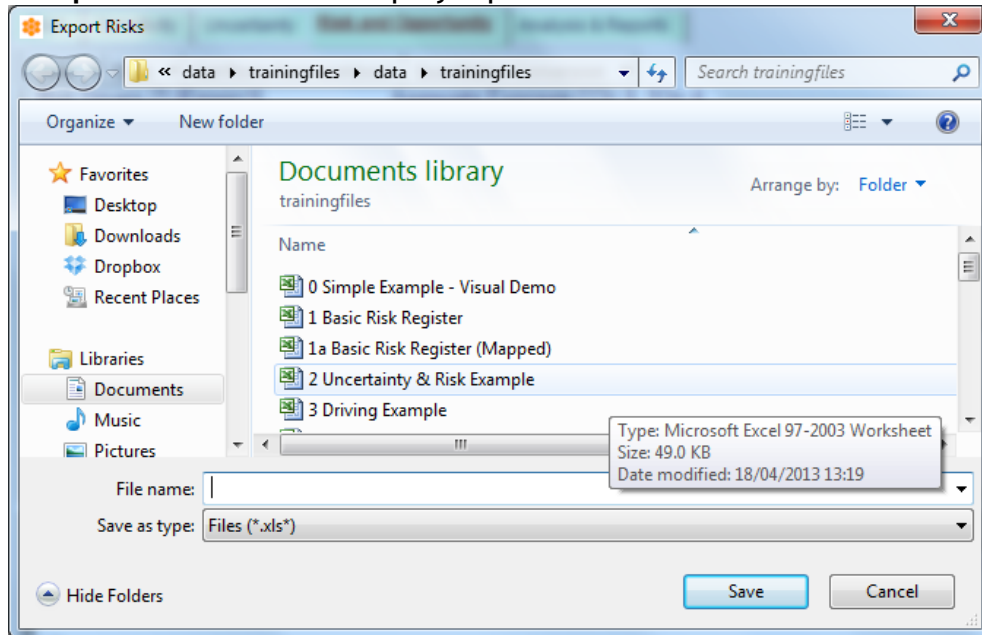 Export Risks
Risk and Opportunity
« data ▸ trainingfiles ▸ data ▸ trainingfiles
Search trainingfiles
Organize
New folder
Favorites
Desktop
Downloads
Dropbox
Recent Places
Libraries
Documents
Music
Pictures
Documents library
trainingfiles
Arrange by: Folder
Name
0 Simple Example - Visual Demo
1 Basic Risk Register
1a Basic Risk Register (Mapped)
2 Uncertainty & Risk Example
3 Driving Example
Type: Microsoft Excel 97-2003 Worksheet
Size: 49.0 KB
Date modified: 18/04/2013 13:19
File name:
Save as type: Files (*.xls*)
Hide Folders
Save
Cancel